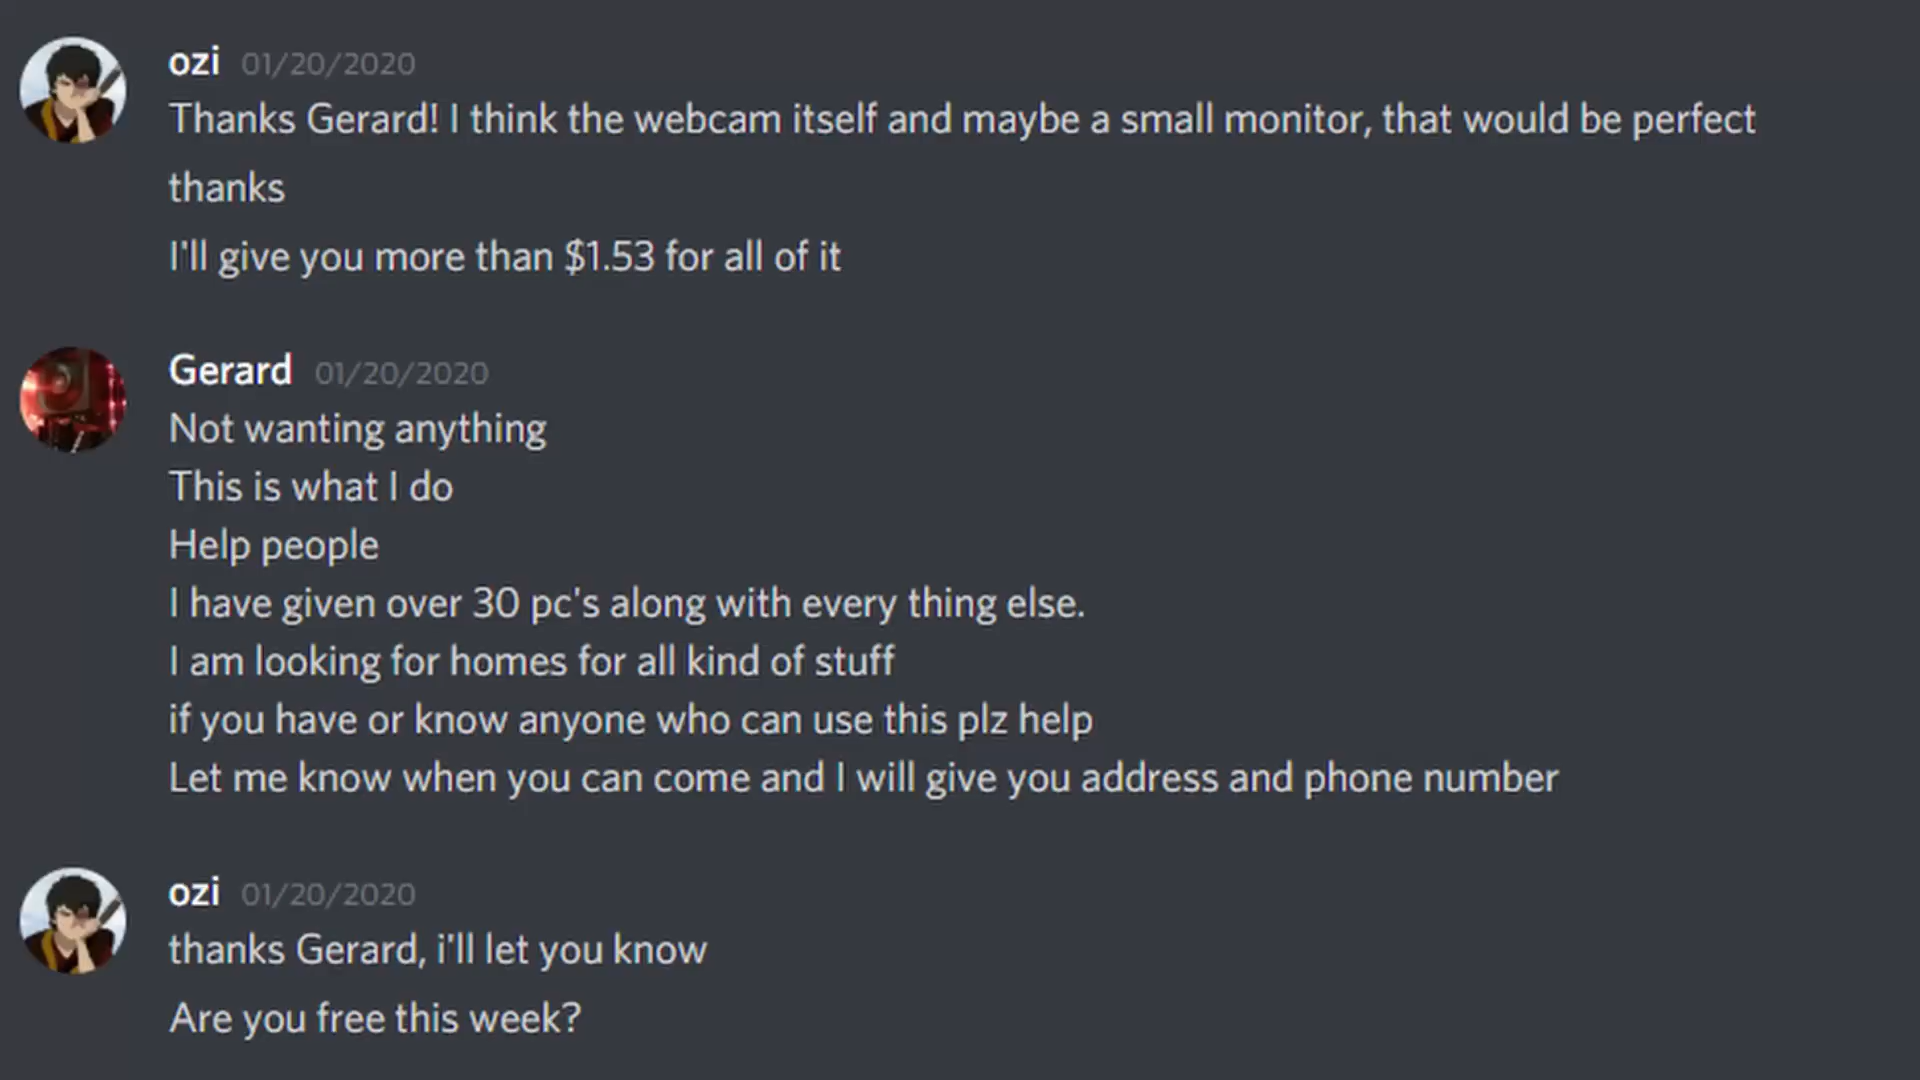 ozi 01/20/2020
Thanks Gerard! I think the webcam itself and maybe a small monitor, that would be perfect
thanks
I'll give you more than $1.53 for all of it
Gerard 01/20/2020
Not wanting anything
This is what I do
Help people
I have given over 30 pc's along with every thing else.
I am looking for homes for all kind of stuff
if you have or know anyone who can use this plz help
Let me know when you can come and I will give you address and phone number
ozi 01/20/2020
thanks Gerard, i'll let you know
Are you free this week?